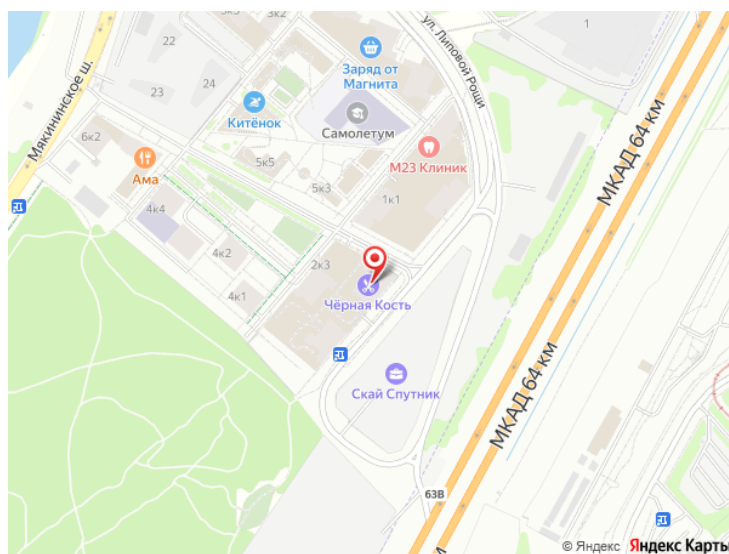 3к2
1
22
ул. Липовой Рощи
Мякининское ш.
24
Заряд от
Магнита
23
Китёнок
МКАД 64 км
6к2
Самолетум
Ама
5к5
М23 Клиник
5к3
1к1
4к4
4к2
2к3
4к1
Чёрная Кость
Скай Спутник
МКАД 64 км
63В
© Яндекс Яндекс Карты